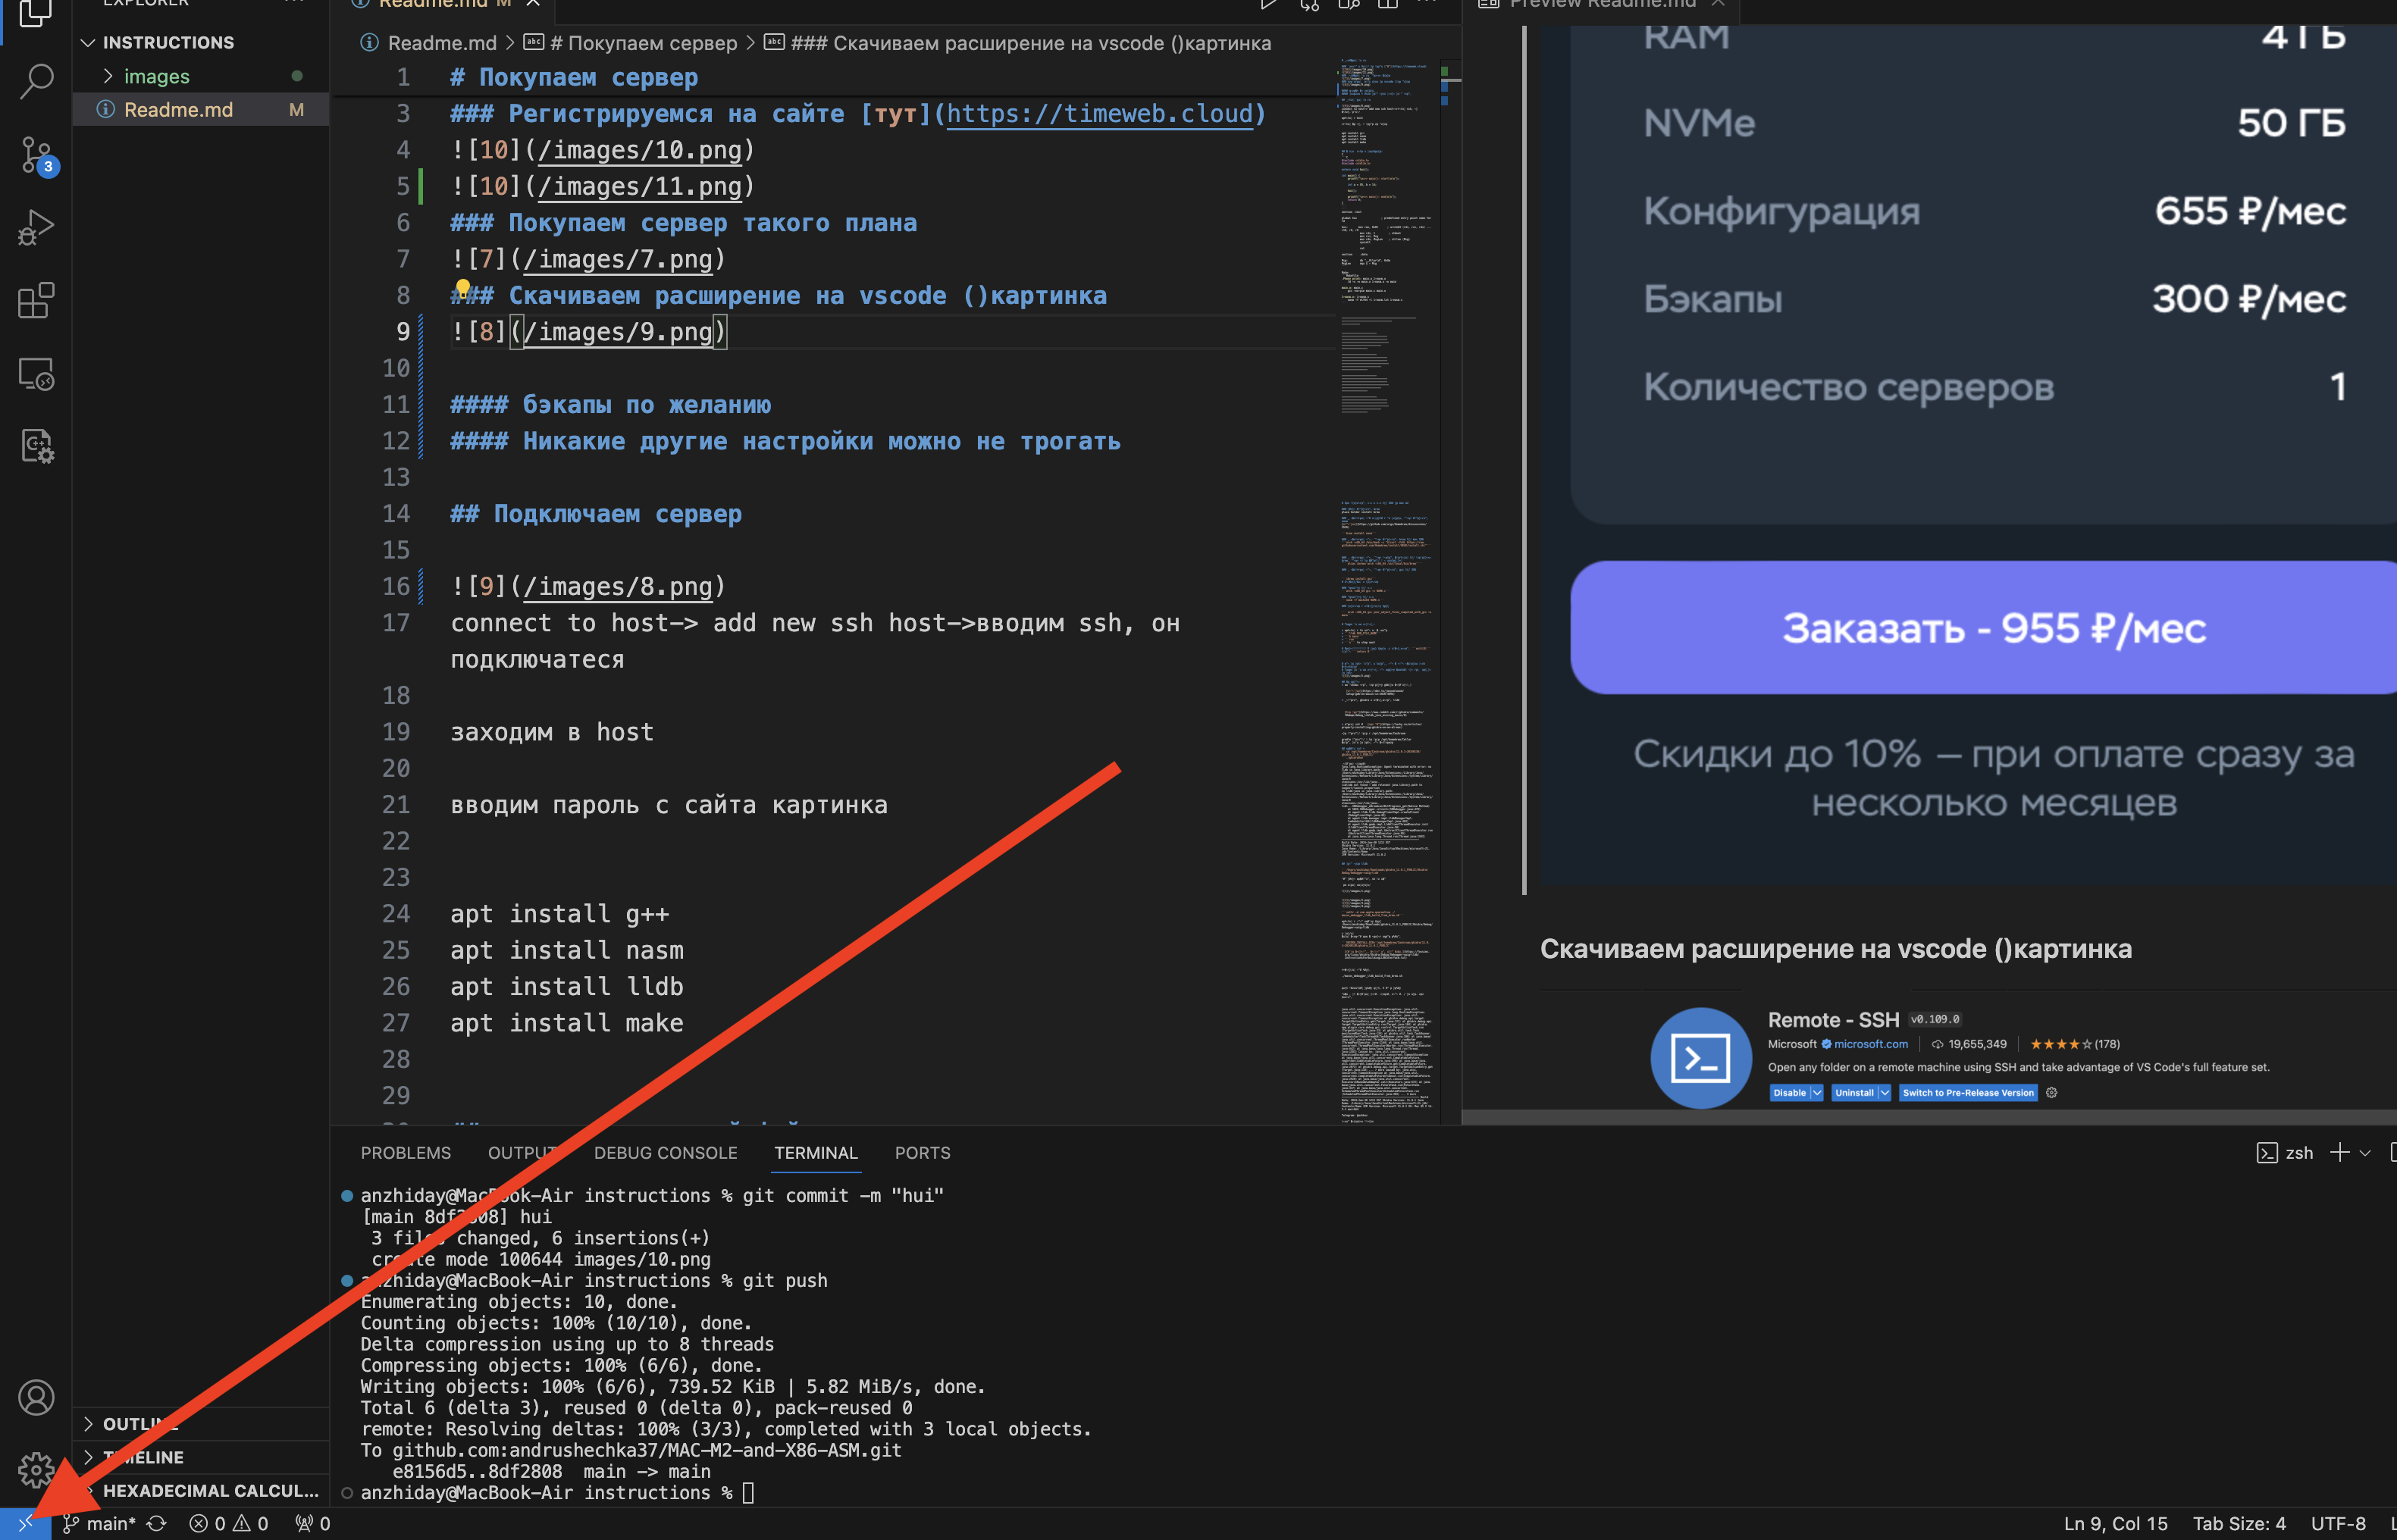 EXPLORER
Readme.md M
Preview Readme.md
INSTRUCTIONS
images
Readme.md M
3
Readme.md > # Покупаем сервер > ### Скачиваем расширение на vscode ()картинка
1 # Покупаем сервер
3 ### Регистрируемся на сайте [тут](https://timeweb.cloud)
4 ![10](/images/10.png)
5 ![10](/images/11.png)
6 ### Покупаем сервер такого плана
7 ![7](/images/7.png)
8 ### Скачиваем расширение на vscode ()картинка
9 ![8](/images/9.png)
10
11 #### бэкапы по желанию
12 #### Никакие другие настройки можно не трогать
13
14 ## Подключаем сервер
15
16 ![9](/images/8.png)
17 connect to host-> add new ssh host->вводим ssh, он
подключатеся
18
19 заходим в host
20
21 вводим пароль с сайта картинка
22
23
24 apt install g++
25 apt install nasm
26 apt install lldb
27 apt install make
28
29
RAM 4 ГБ
NVMe 50 ГБ
Конфигурация 655 ₽/мес
Бэкапы 300 ₽/мес
Количество серверов 1
Заказать - 955 ₽/мес
Скидки до 10% — при оплате сразу за
несколько месяцев
Скачиваем расширение на vscode ()картинка
Remote - SSH v0.109.0
Microsoft microsoft.com 19,655,349 ★★★★☆(178)
Open any folder on a remote machine using SSH and take advantage of VS Code's full feature set.
Disable Uninstall Switch to Pre-Release Version
PROBLEMS OUTPUT DEBUG CONSOLE TERMINAL PORTS
zsh
anzhiday@MacBook-Air instructions % git commit -m "hui"
[main 8df2808] hui
3 files changed, 6 insertions(+)
create mode 100644 images/10.png
anzhiday@MacBook-Air instructions % git push
Enumerating objects: 10, done.
Counting objects: 100% (10/10), done.
Delta compression using up to 8 threads
Compressing objects: 100% (6/6), done.
Writing objects: 100% (6/6), 739.52 KiB | 5.82 MiB/s, done.
Total 6 (delta 3), reused 0 (delta 0), pack-reused 0
remote: Resolving deltas: 100% (3/3), completed with 3 local objects.
To github.com:andrushechka37/MAC-M2-and-X86-ASM.git
e8156d5..8df2808 main -> main
anzhiday@MacBook-Air instructions %
OUTLINE
TIMELINE
HEXADECIMAL CALCUL...
main* 0 0 0
Ln 9, Col 15 Tab Size: 4 UTF-8